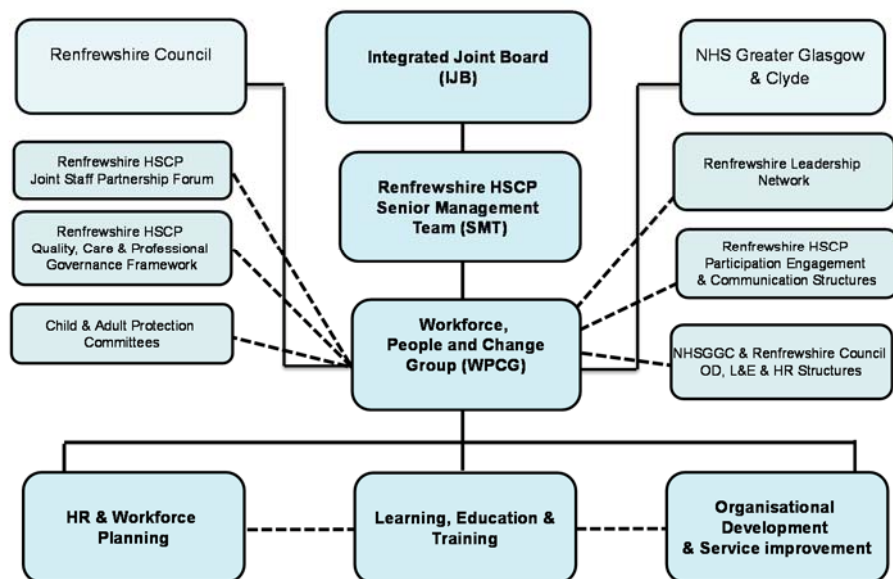 Renfrewshire Council
Integrated Joint Board
(IJB)
NHS Greater Glasgow
& Clyde
Renfrewshire HSCP
Joint Staff Partnership Forum
Renfrewshire HSCP
Senior Management
Team (SMT)
Renfrewshire Leadership
Network
Renfrewshire HSCP
Quality, Care & Professional
Governance Framework
Renfrewshire HSCP
Participation Engagement
& Communication Structures
Child & Adult Protection
Committees
Workforce,
People and Change
Group (WPCG)
NHSGGC & Renfrewshire Council
OD, L&E & HR Structures
HR & Workforce
Planning
Learning, Education &
Training
Organisational
Development
& Service improvement